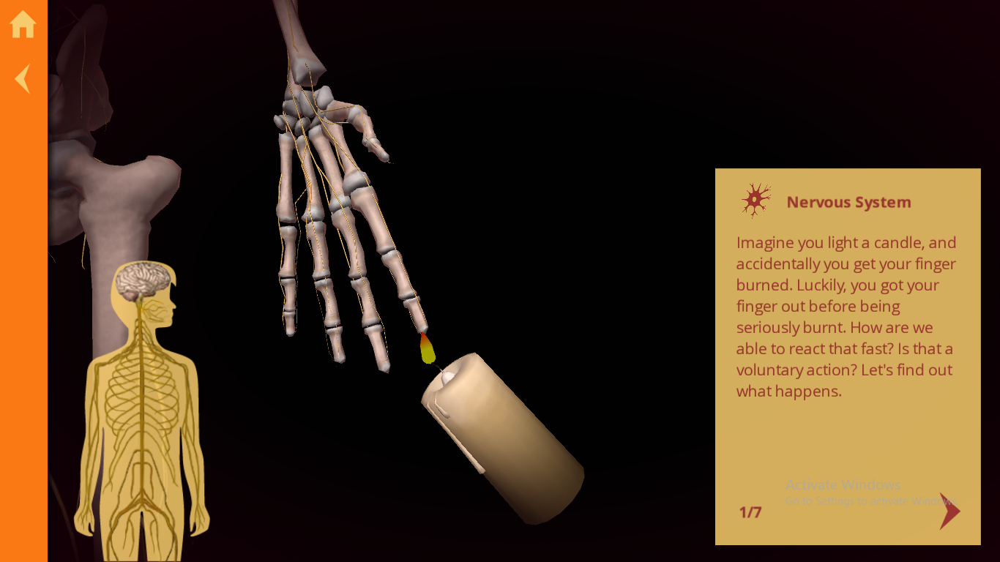 Nervous System
Imagine you light a candle, and
accidentally you get your finger
burned. Luckily, you got your
finger out before being
seriously burnt. How are we
able to react that fast? Is that a
voluntary action? Let's find out
what happens.
Activate Windows
Go to Settings to activate Windows.
1/7